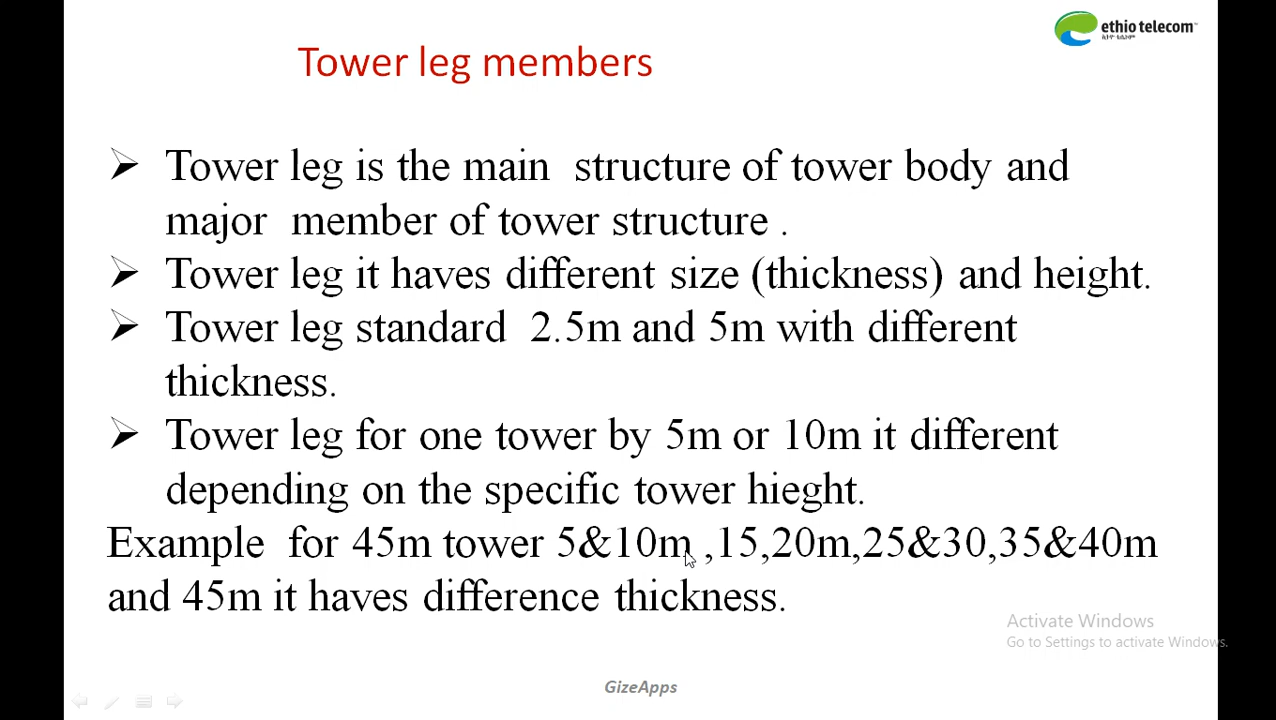 ethio telecom
ኢትዮ ቴሌኮም
Tower leg members
➢ Tower leg is the main structure of tower body and
major member of tower structure .
➢ Tower leg it haves different size (thickness) and height.
➢ Tower leg standard 2.5m and 5m with different
thickness.
➢ Tower leg for one tower by 5m or 10m it different
depending on the specific tower hieght.
Example for 45m tower 5&10m ,15,20m,25&30,35&40m
and 45m it haves difference thickness.
Activate Windows
Go to Settings to activate Windows.
GizeApps